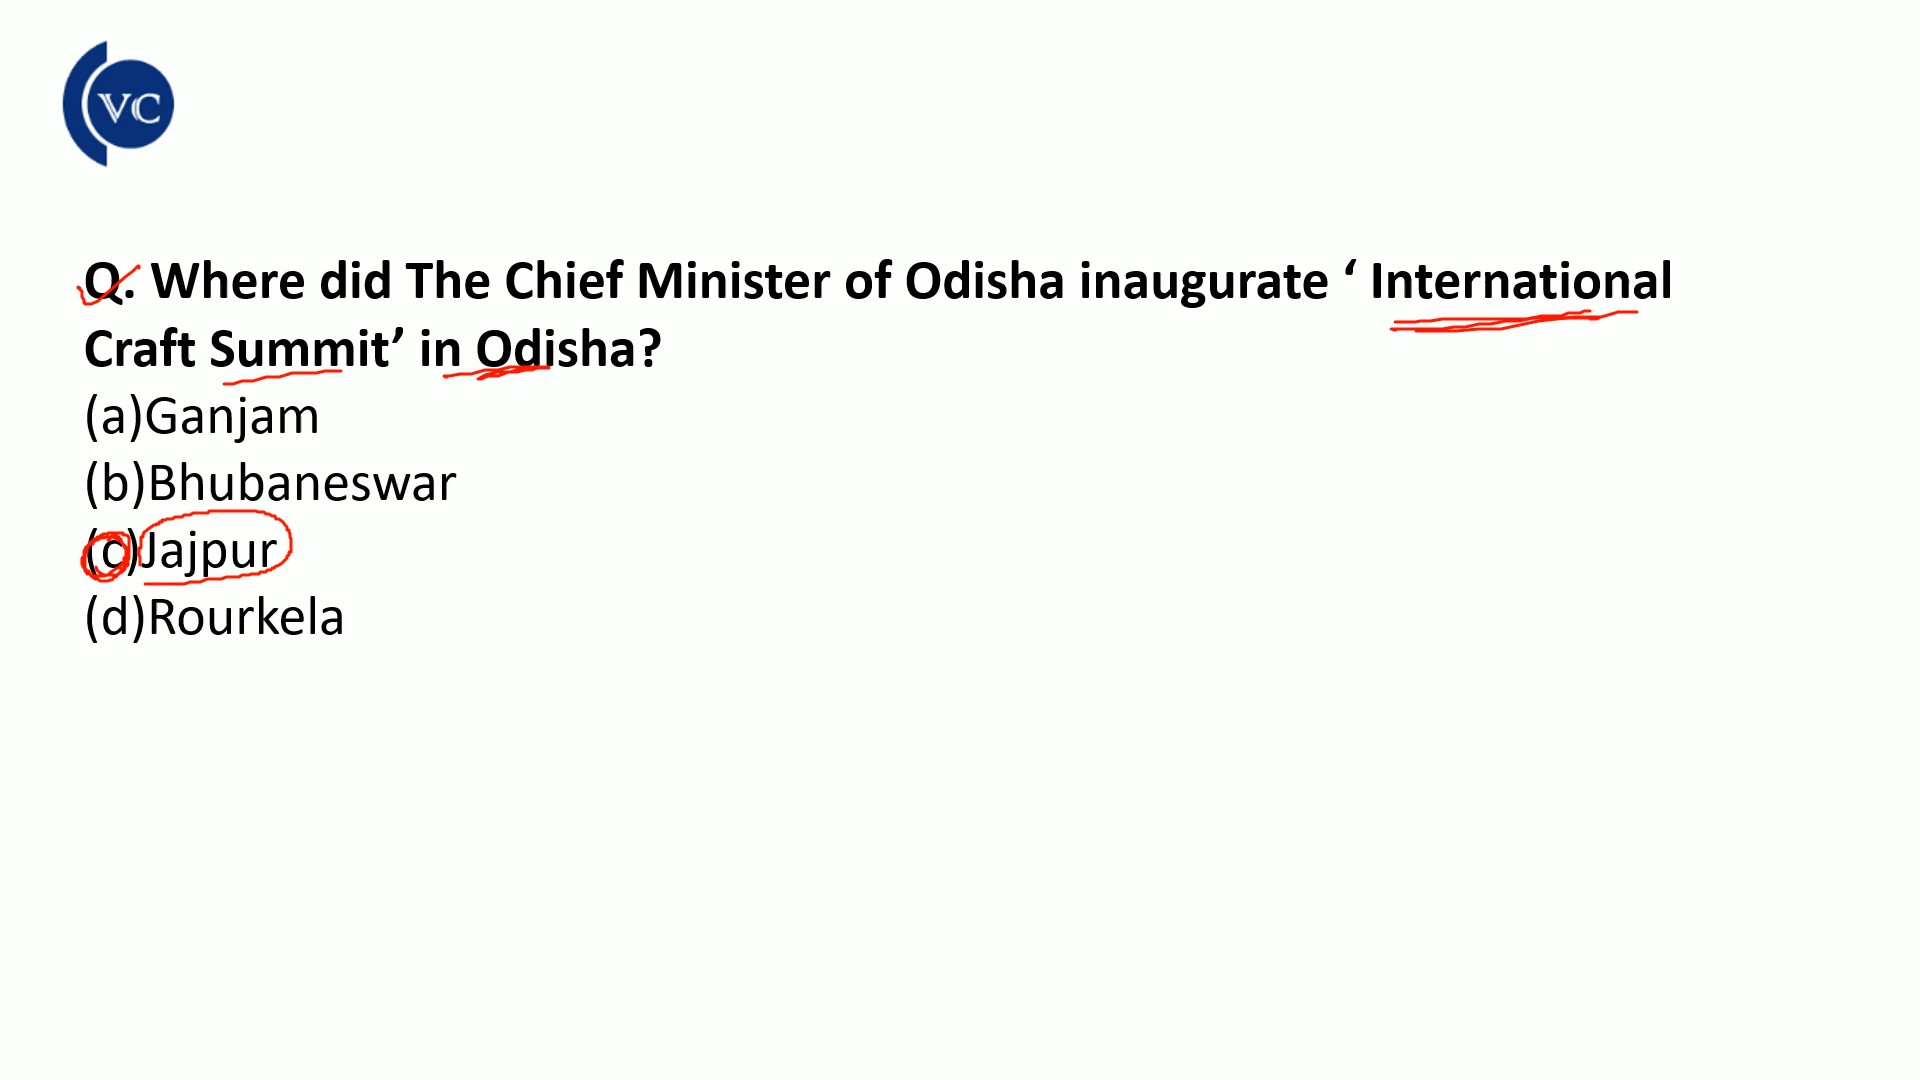 VC
Q. Where did The Chief Minister of Odisha inaugurate ‘ International
Craft Summit’ in Odisha?
(a)Ganjam
(b)Bhubaneswar
(c)Jajpur
(d)Rourkela